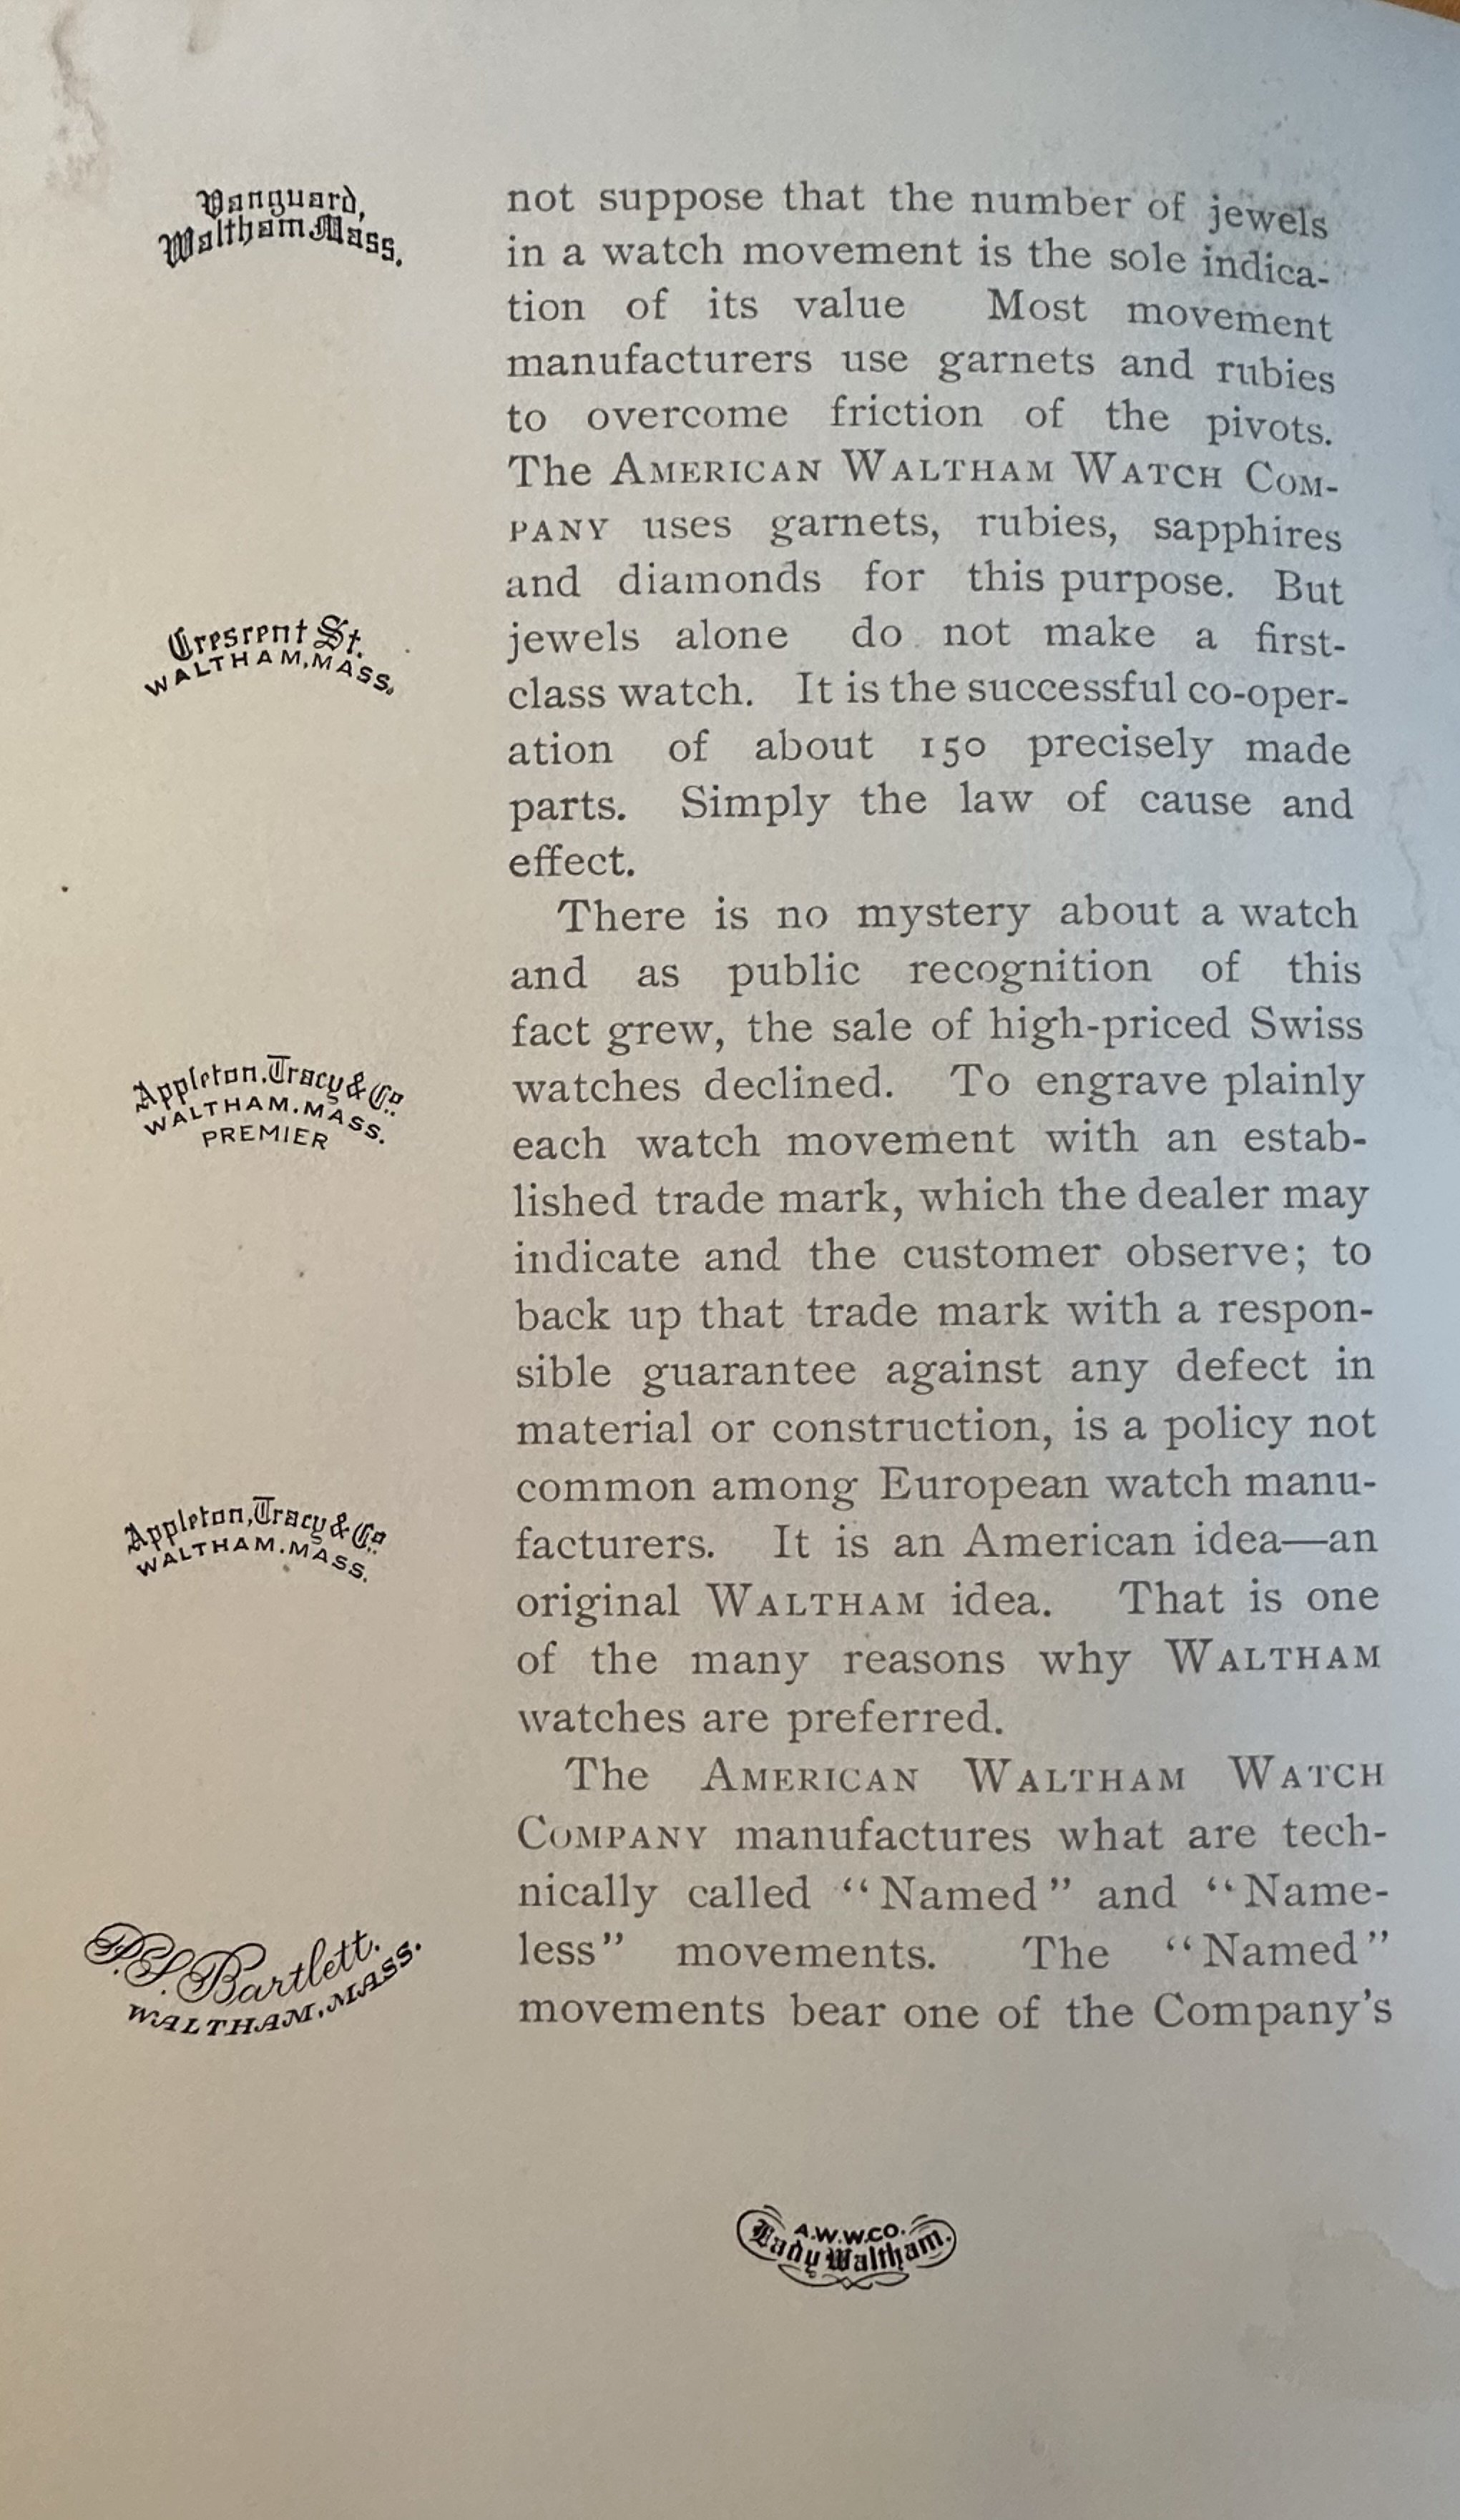 Vanguard,
Waltham Mass.
Crescent St.
WALTHAM, MASS.
Appleton, Tracy & Co.
WALTHAM. MASS.
PREMIER
Appleton, Tracy & Co.
WALTHAM. MASS.
P.S. Bartlett.
WALTHAM, MASS.
not suppose that the number of jewels
in a watch movement is the sole indica-
tion of its value Most movement
manufacturers use garnets and rubies
to overcome friction of the pivots.
The AMERICAN WALTHAM WATCH COM-
PANY uses garnets, rubies, sapphires
and diamonds for this purpose. But
jewels alone do not make a first-
class watch. It is the successful co-oper-
ation of about 150 precisely made
parts. Simply the law of cause and
effect.
There is no mystery about a watch
and as public recognition of this
fact grew, the sale of high-priced Swiss
watches declined. To engrave plainly
each watch movement with an estab-
lished trade mark, which the dealer may
indicate and the customer observe; to
back up that trade mark with a respon-
sible guarantee against any defect in
material or construction, is a policy not
common among European watch manu-
facturers. It is an American idea—an
original WALTHAM idea. That is one
of the many reasons why WALTHAM
watches are preferred.
The AMERICAN WALTHAM WATCH
COMPANY manufactures what are tech-
nically called “Named” and “Name-
less” movements. The “Named”
movements bear one of the Company’s
A.W.W.CO.
Lady Waltham.